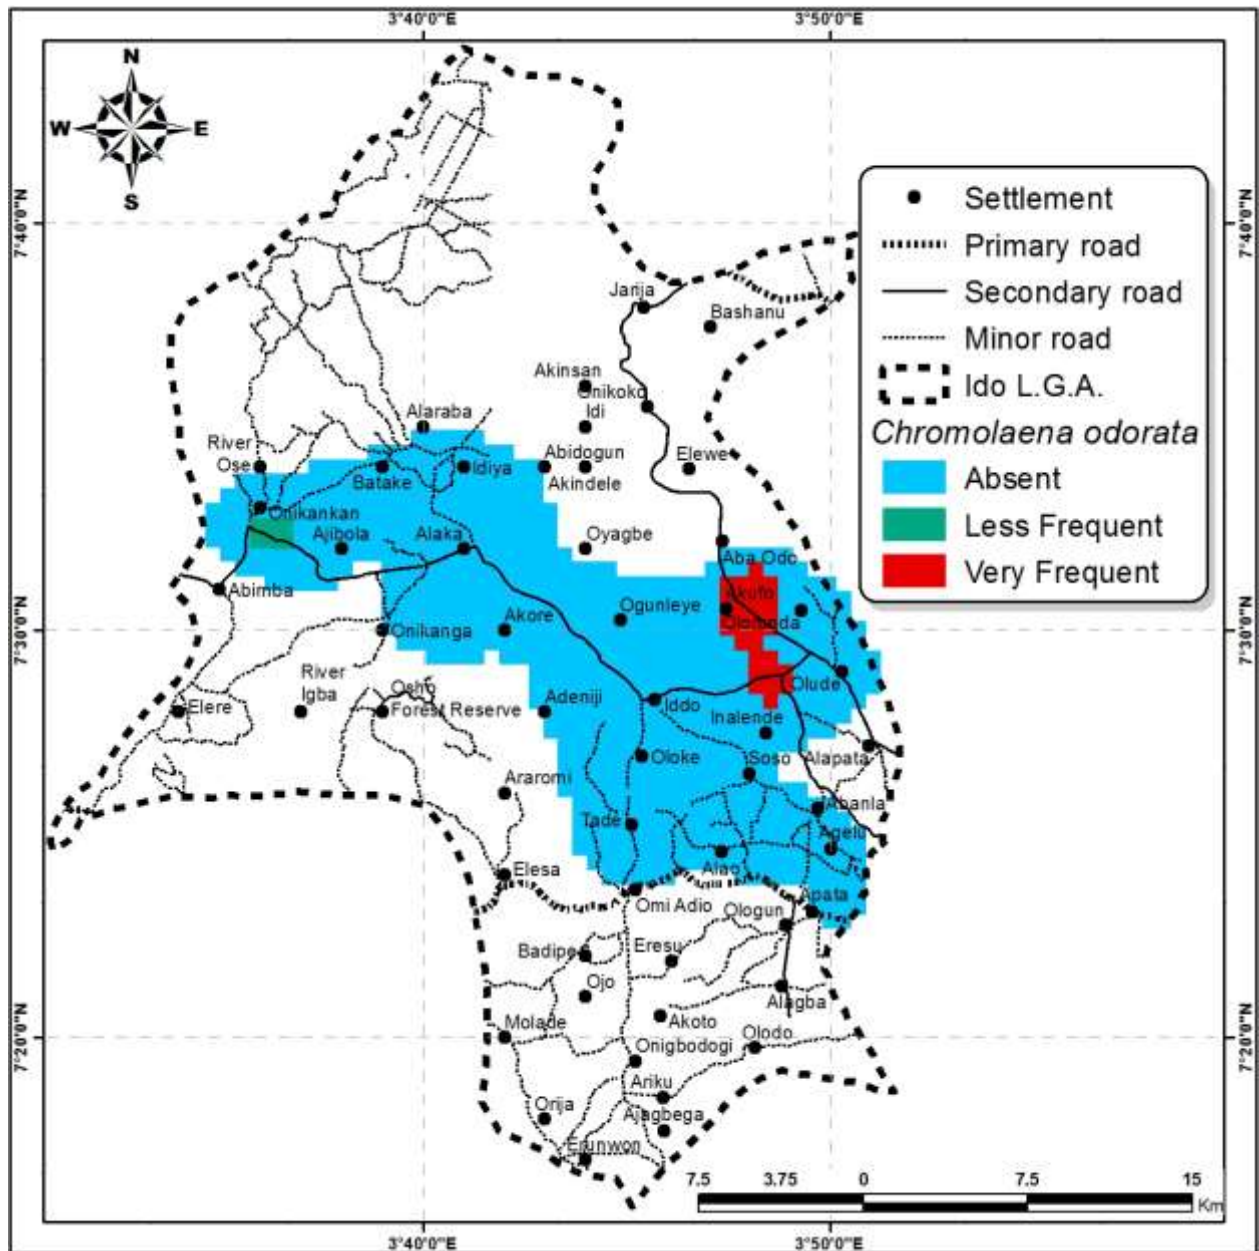 3°40'0"E
3°50'0"E
N
W
E
S
7°40'0"N
7°40'0"N
Settlement
Primary road
Secondary road
Minor road
Ido L.G.A.
Chromolaena odorata
Absent
Less Frequent
Very Frequent
Jarija
Bashanu
Akinsan
Onikoko
Idi
Alaraba
River
Ose
Batake
Idiya
Abidogun
Akindele
Elewe
Onikankan
Ajibola
Alaka
Oyagbe
Aba Odo
Abimba
Akufo
Ogunleye
7°30'0"N
7°30'0"N
Onikanga
Akore
River
Igba
Osho
Forest Reserve
Elere
Adeniji
Iddo
Olude
Inalende
Oloke
Soso
Alapata
Araromi
Tade
Abanla
Agelu
Alao
Elesa
Omi Adio
Ologun
Apata
Badipe
Eresu
Ojo
Alagba
Molade
Akoto
Olodo
7°20'0"N
7°20'0"N
Onigbodogi
Ariku
Orija
Ajagbega
Erunwon
7.5
3.75
0
7.5
15
Km
3°40'0"E
3°50'0"E